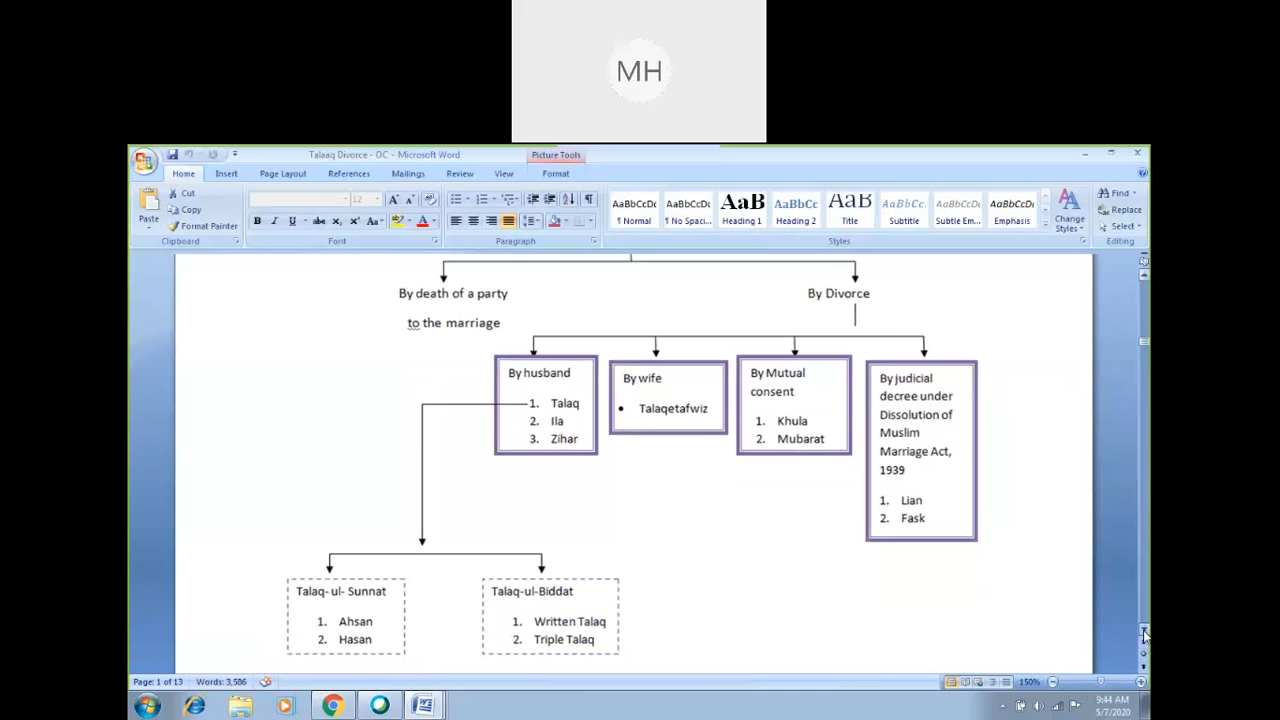 MH
Talaaq Divorce - OC - Microsoft Word
Picture Tools
Home
Insert
Page Layout
References
Mailings
Review
View
Format
Paste
Cut
Copy
Format Painter
Clipboard
12
Font
Paragraph
AaBbCcDc
¶ Normal
AaBbCcDc
¶ No Spaci...
AaB
Heading 1
AaBbCc
Heading 2
AaB
Title
AaBbCc
Subtitle
AaBbCcDc
Subtle Em...
AaBbCcDc
Emphasis
Change
Styles
Styles
Find
Replace
Select
Editing
By death of a party
to the marriage
By Divorce
By husband
1. Talaq
2. Ila
3. Zihar
By wife
• Talaqetafwiz
By Mutual
consent
1. Khula
2. Mubarat
By judicial
decree under
Dissolution of
Muslim
Marriage Act,
1939
1. Lian
2. Fask
Talaq- ul- Sunnat
1. Ahsan
2. Hasan
Talaq-ul-Biddat
1. Written Talaq
2. Triple Talaq
Page: 1 of 13
Words: 3,586
150%
9:44 AM
5/7/2020